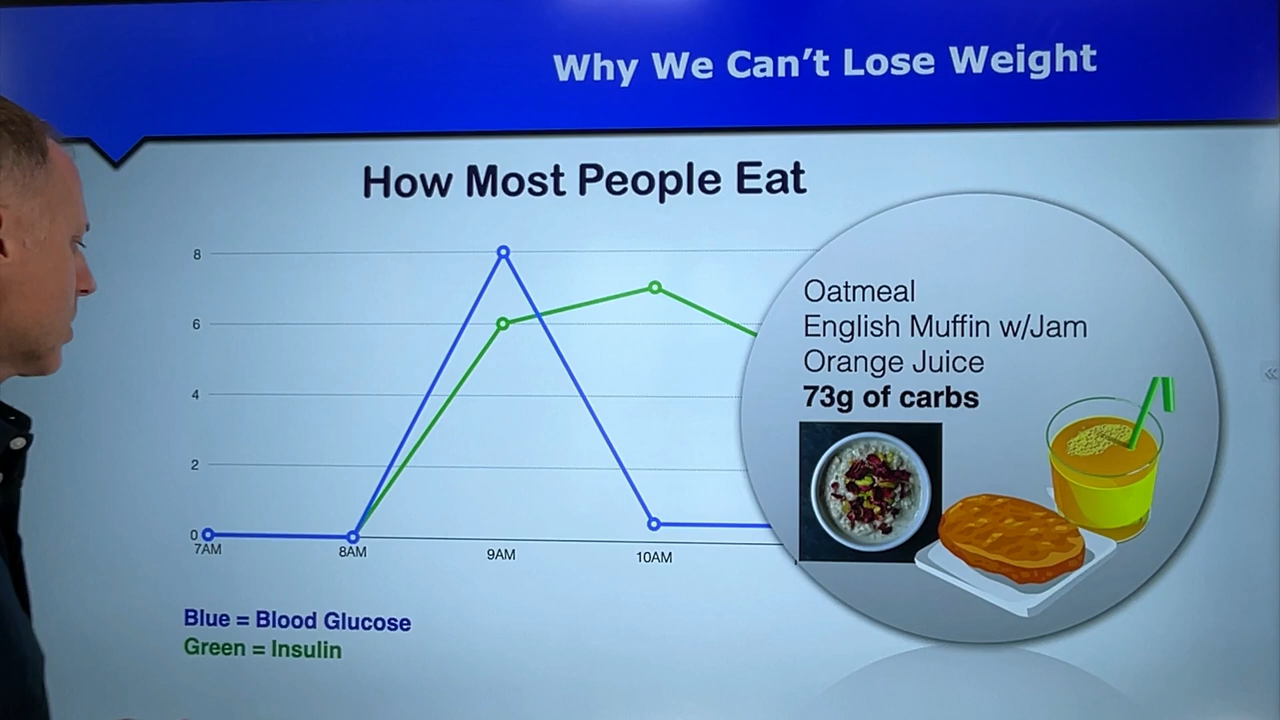 Why We Can't Lose Weight
How Most People Eat
8
6
4
2
0
7AM
8AM
9AM
10AM
Oatmeal
English Muffin w/Jam
Orange Juice
73g of carbs
Blue = Blood Glucose
Green = Insulin